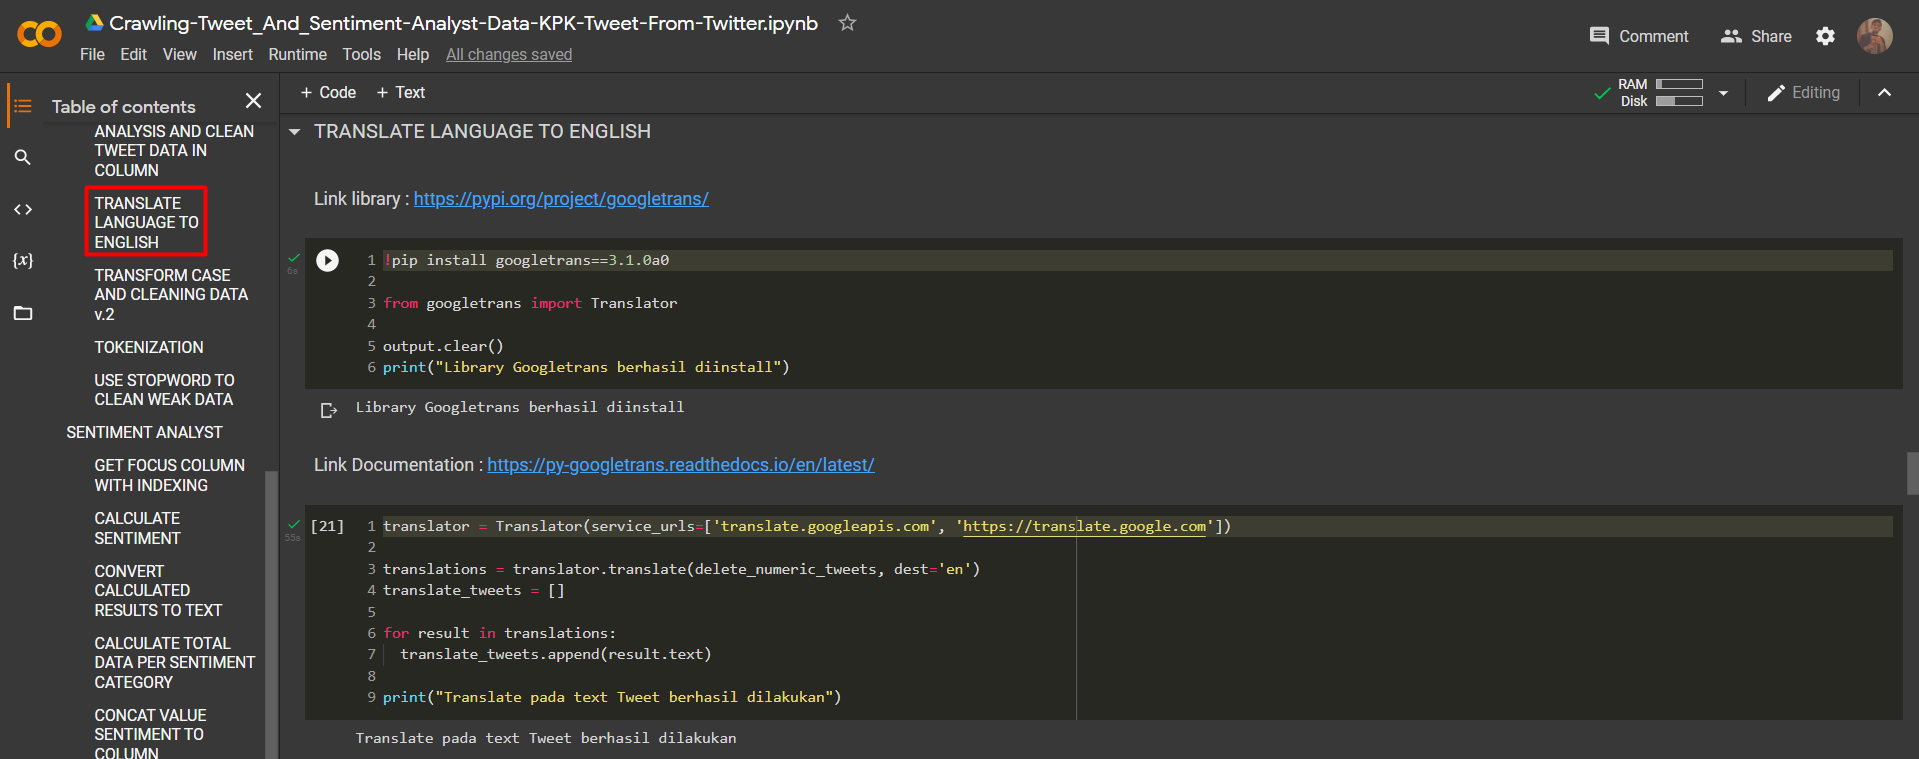 Crawling-Tweet_And_Sentiment-Analyst-Data-KPK-Tweet-From-Twitter.ipynb
File Edit View Insert Runtime Tools Help All changes saved
Comment Share
Table of contents
ANALYSIS AND CLEAN
TWEET DATA IN
COLUMN
TRANSLATE
LANGUAGE TO
ENGLISH
TRANSFORM CASE
AND CLEANING DATA
v.2
TOKENIZATION
USE STOPWORD TO
CLEAN WEAK DATA
SENTIMENT ANALYST
GET FOCUS COLUMN
WITH INDEXING
CALCULATE
SENTIMENT
CONVERT
CALCULATED
RESULTS TO TEXT
CALCULATE TOTAL
DATA PER SENTIMENT
CATEGORY
CONCAT VALUE
SENTIMENT TO
COLUMN
+ Code + Text
RAM
Disk
Editing
TRANSLATE LANGUAGE TO ENGLISH
Link library : https://pypi.org/project/googletrans/
6s
1 !pip install googletrans==3.1.0a0
2
3 from googletrans import Translator
4
5 output.clear()
6 print("Library Googletrans berhasil diinstall")
Library Googletrans berhasil diinstall
Link Documentation : https://py-googletrans.readthedocs.io/en/latest/
55s
[21] 1 translator = Translator(service_urls=['translate.googleapis.com', 'https://translate.google.com'])
2
3 translations = translator.translate(delete_numeric_tweets, dest='en')
4 translate_tweets = []
5
6 for result in translations:
7 translate_tweets.append(result.text)
8
9 print("Translate pada text Tweet berhasil dilakukan")
Translate pada text Tweet berhasil dilakukan